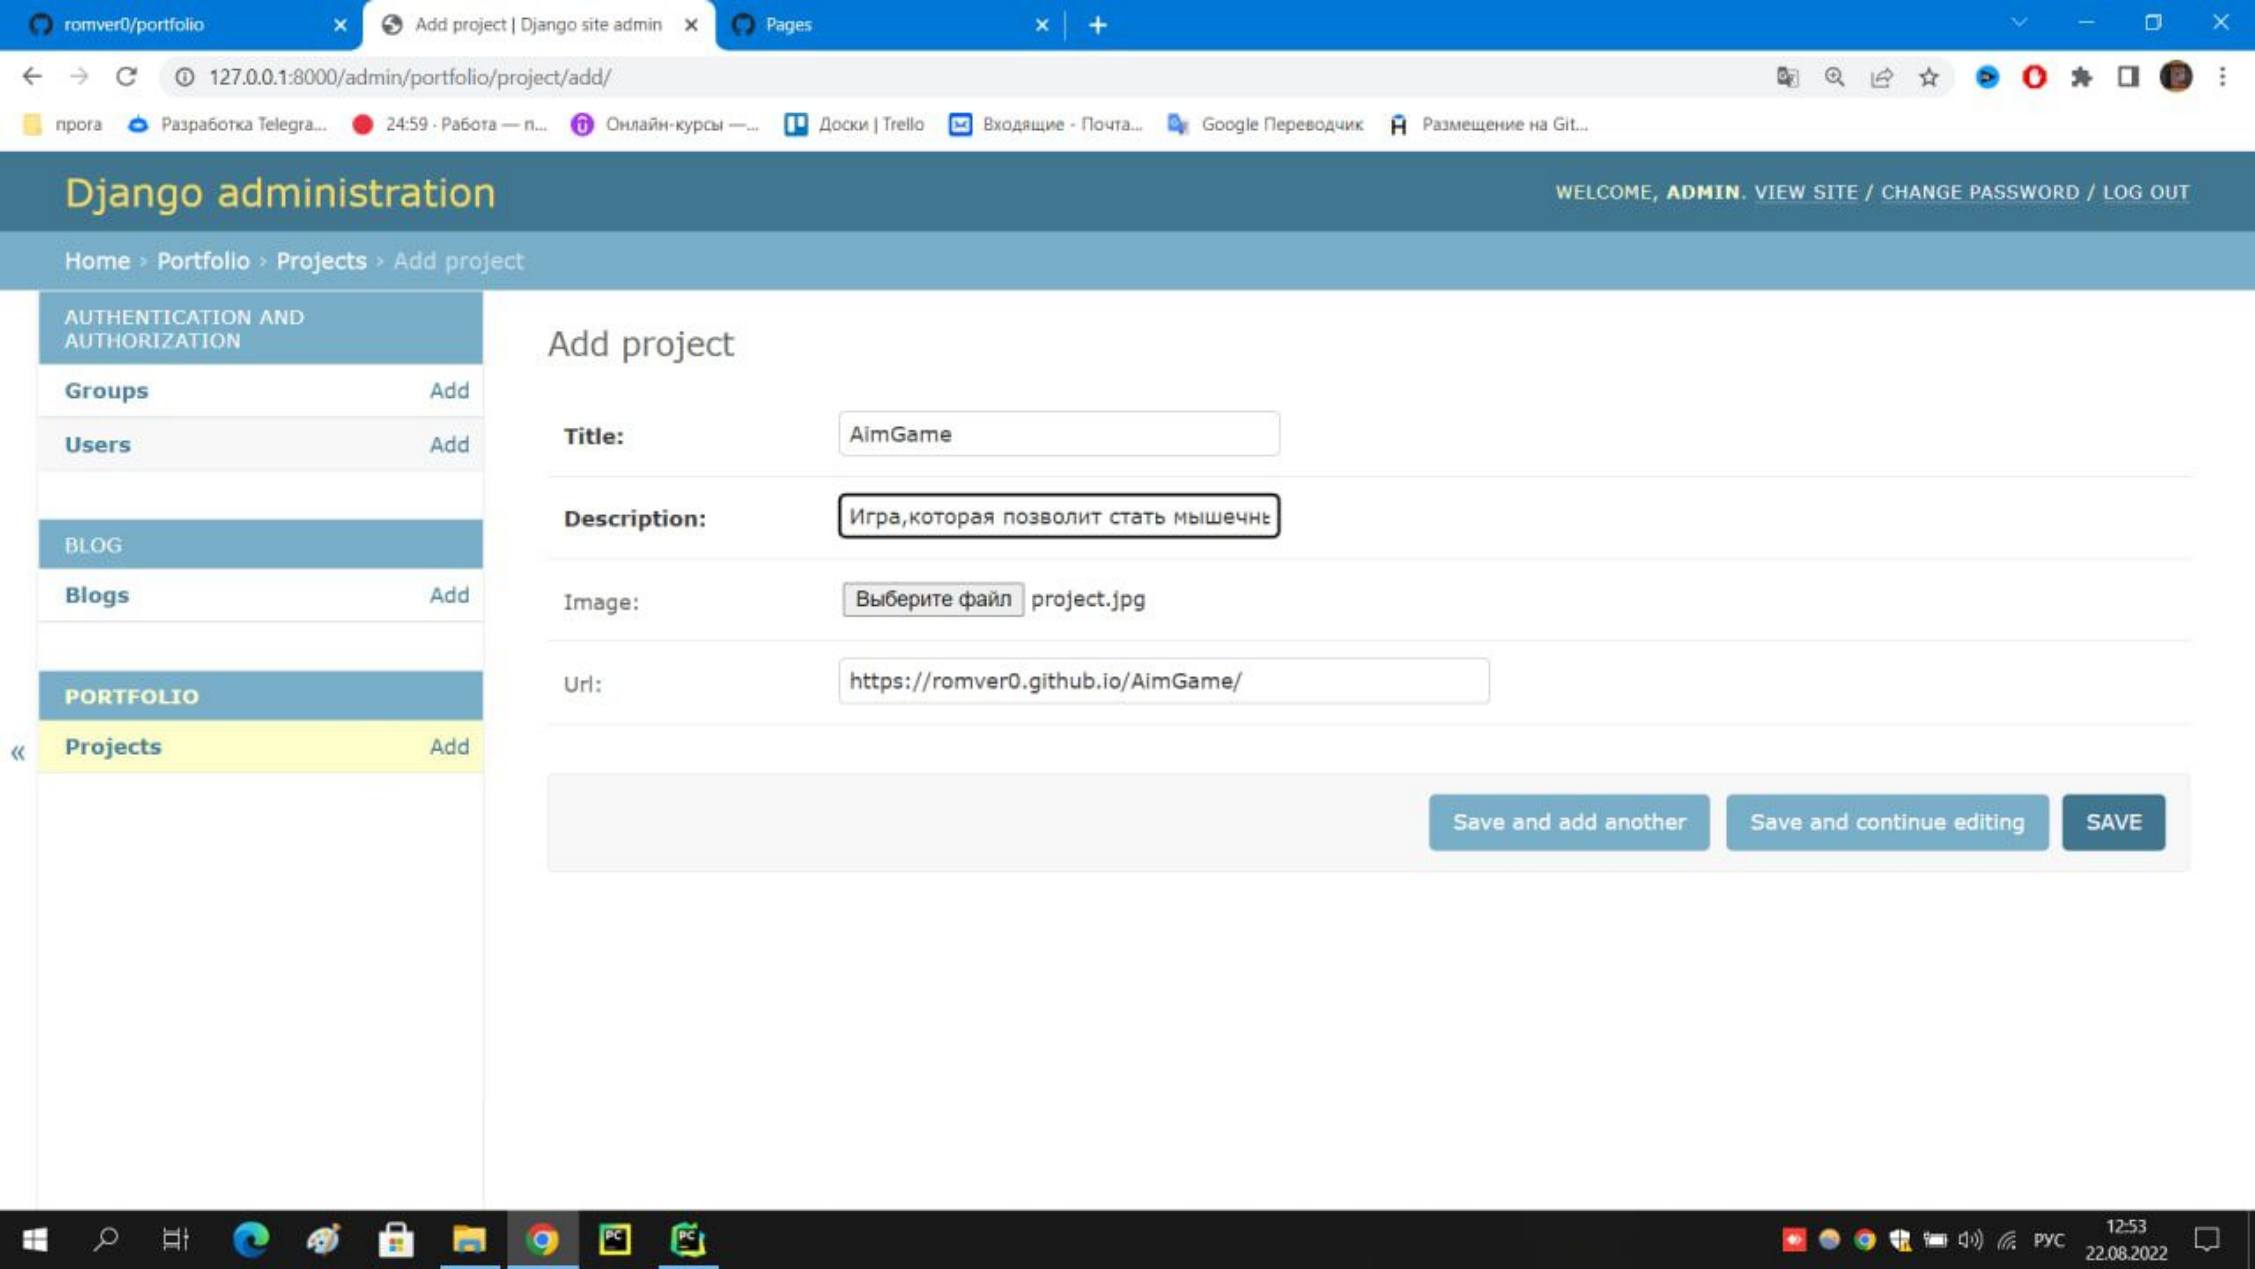 romver0/portfolio
Add project | Django site admin
Pages
127.0.0.1:8000/admin/portfolio/project/add/
прога
Разработка Telegra...
24:59 - Работа — п...
Онлайн-курсы —...
Доски | Trello
Входящие - Почта...
Google Переводчик
Размещение на Git...
Django administration
WELCOME, ADMIN. VIEW SITE / CHANGE PASSWORD / LOG OUT
Home › Portfolio › Projects › Add project
AUTHENTICATION AND
AUTHORIZATION
Groups Add
Users Add
BLOG
Blogs Add
PORTFOLIO
Projects Add
«
Add project
Title: AimGame
Description: Игра,которая позволит стать мышечны
Image: Выберите файл project.jpg
Url: https://romver0.github.io/AimGame/
Save and add another
Save and continue editing
SAVE
PC
PC
РУС
12:53
22.08.2022